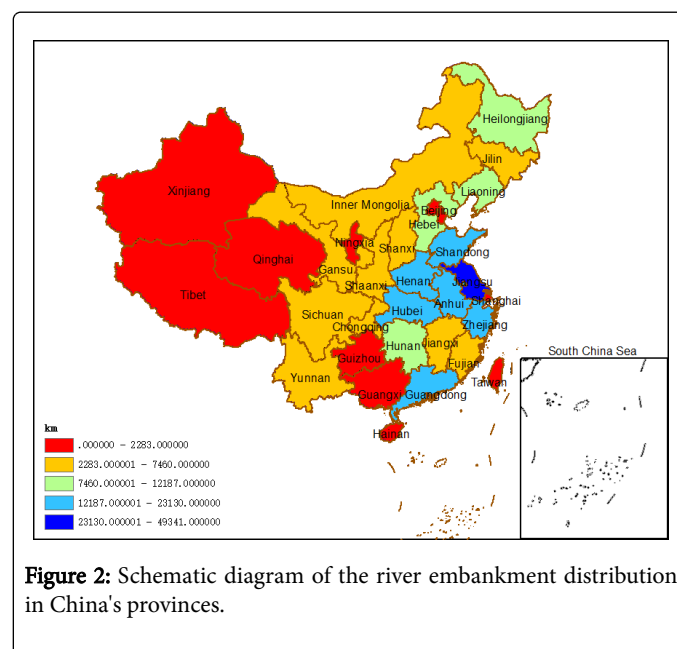 Heilongjiang
Jilin
Liaoning
Inner Mongolia
Beijing
Hebei
Xinjiang
Ningxia
Shanxi
Shandong
Qinghai
Gansu
Shaanxi
Henan
Jiangsu
Tibet
Anhui
Shanghai
Hubei
Sichuan
Chongqing
Zhejiang
Hunan
Jiangxi
Guizhou
Fujian
Yunnan
Taiwan
Guangxi
Guangdong
Hainan
South China Sea
km
.000000 - 2283.000000
2283.000001 - 7460.000000
7460.000001 - 12187.000000
12187.000001 - 23130.000000
23130.000001 - 49341.000000
Figure 2: Schematic diagram of the river embankment distribution
in China's provinces.